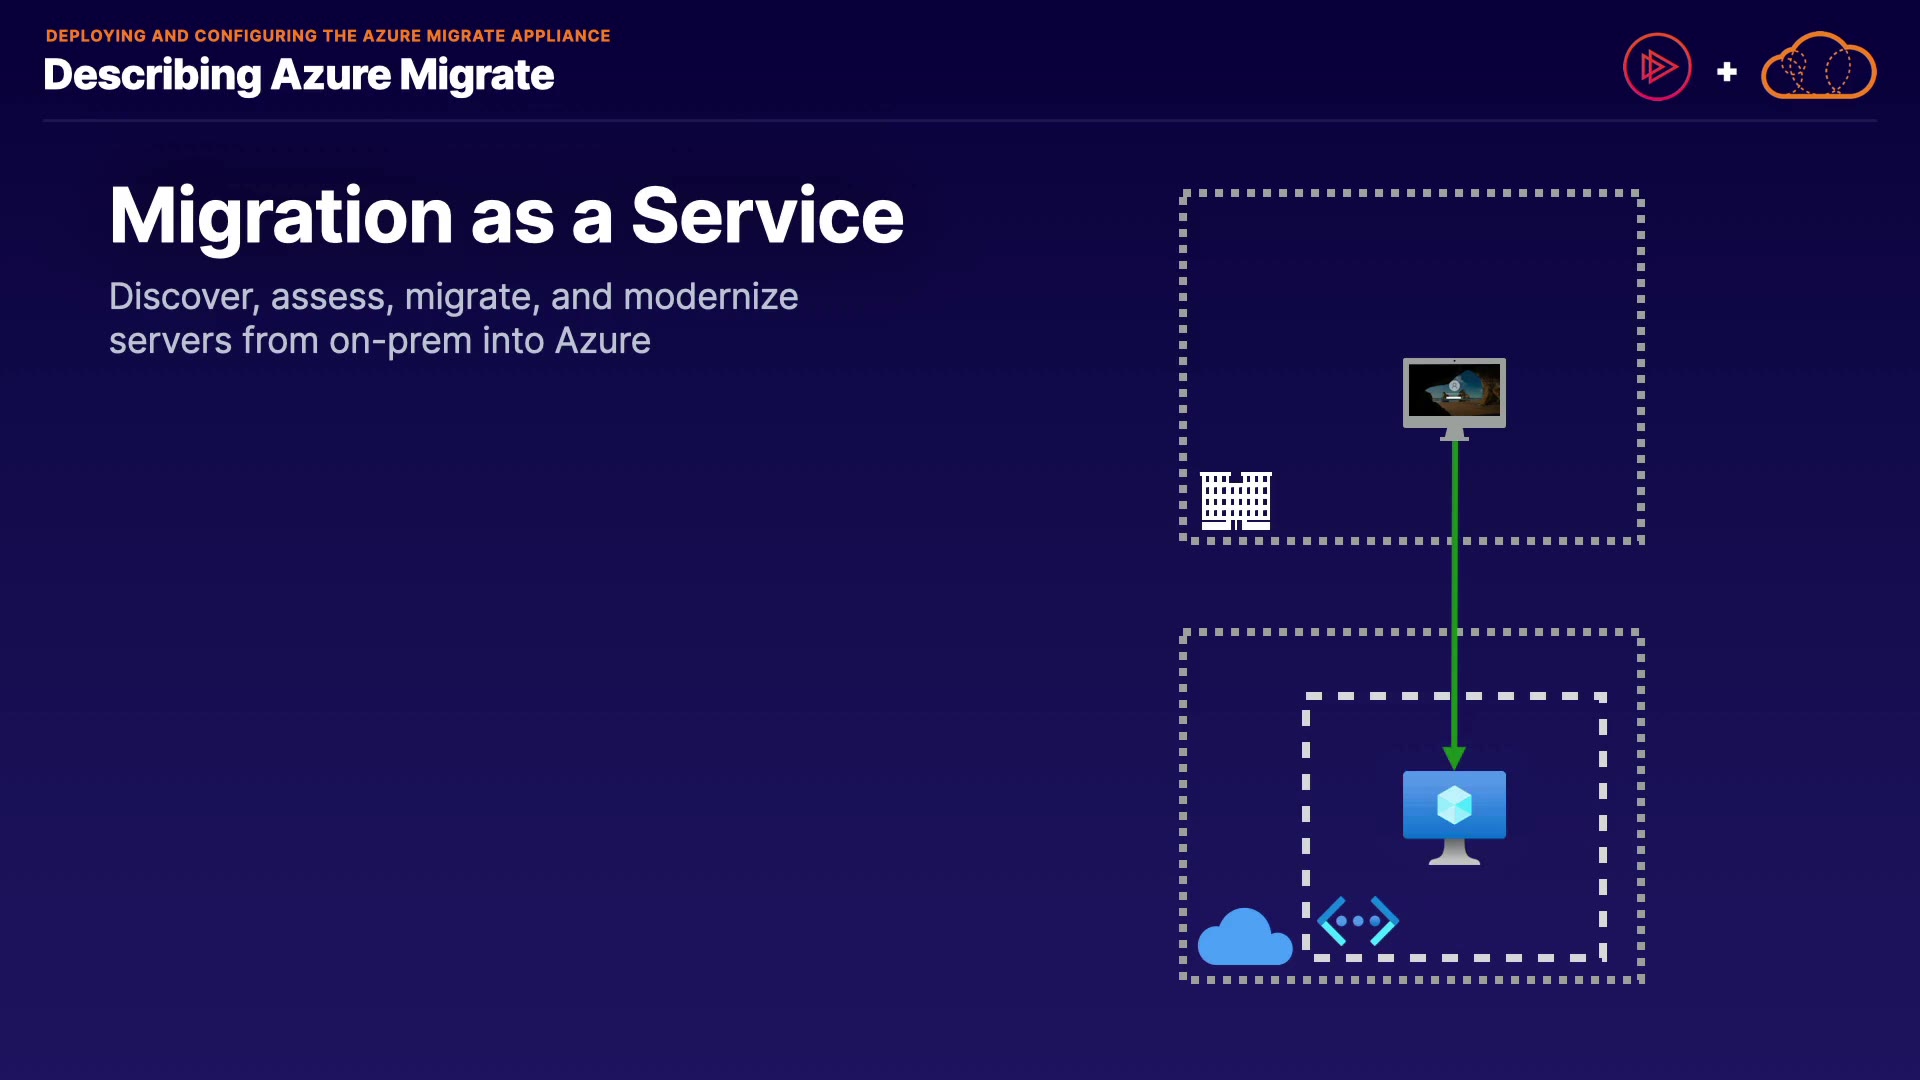 DEPLOYING AND CONFIGURING THE AZURE MIGRATE APPLIANCE
Describing Azure Migrate
Migration as a Service
Discover, assess, migrate, and modernize
servers from on-prem into Azure